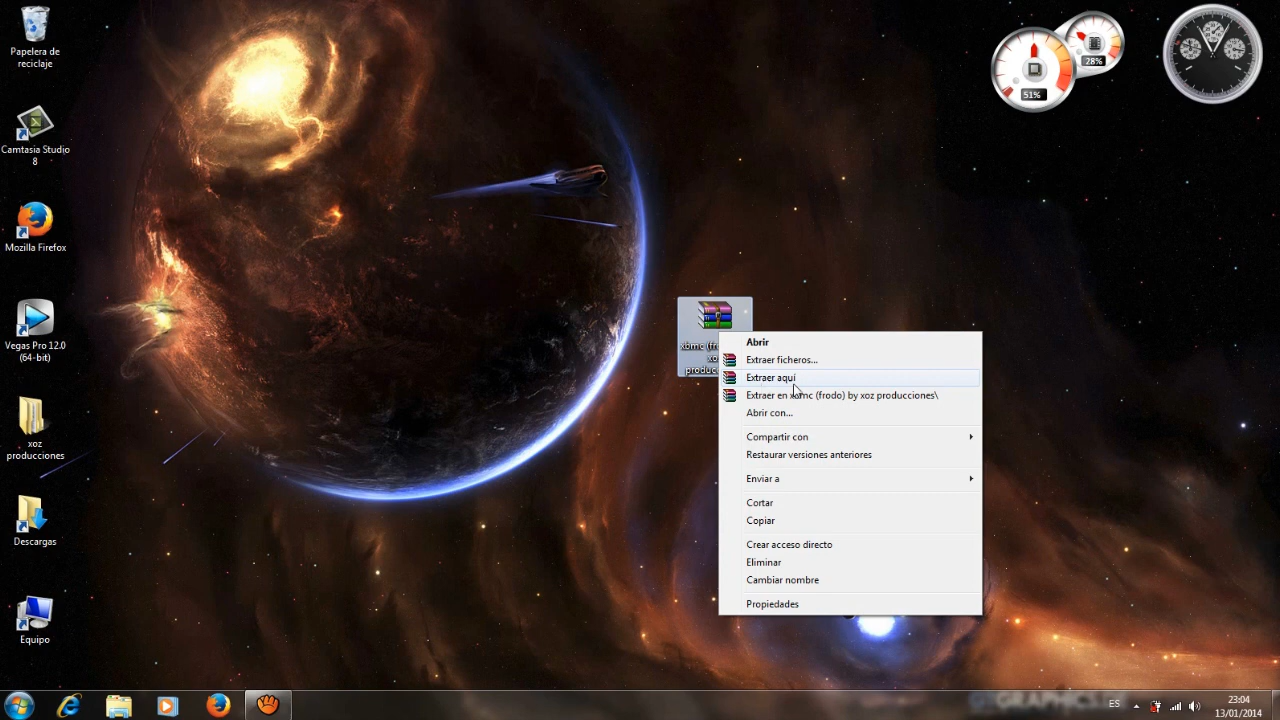 Papelera de
reciclaje
Camtasia Studio
8
Mozilla Firefox
Vegas Pro 12.0
(64-bit)
xoz
producciones
Descargas
Equipo
51%
28%
Abrir
Extraer ficheros...
Extraer aquí
Extraer en xbmc (frodo) by xoz producciones\
Abrir con...
Compartir con
Restaurar versiones anteriores
Enviar a
Cortar
Copiar
Crear acceso directo
Eliminar
Cambiar nombre
Propiedades
ES
23:04
13/01/2014